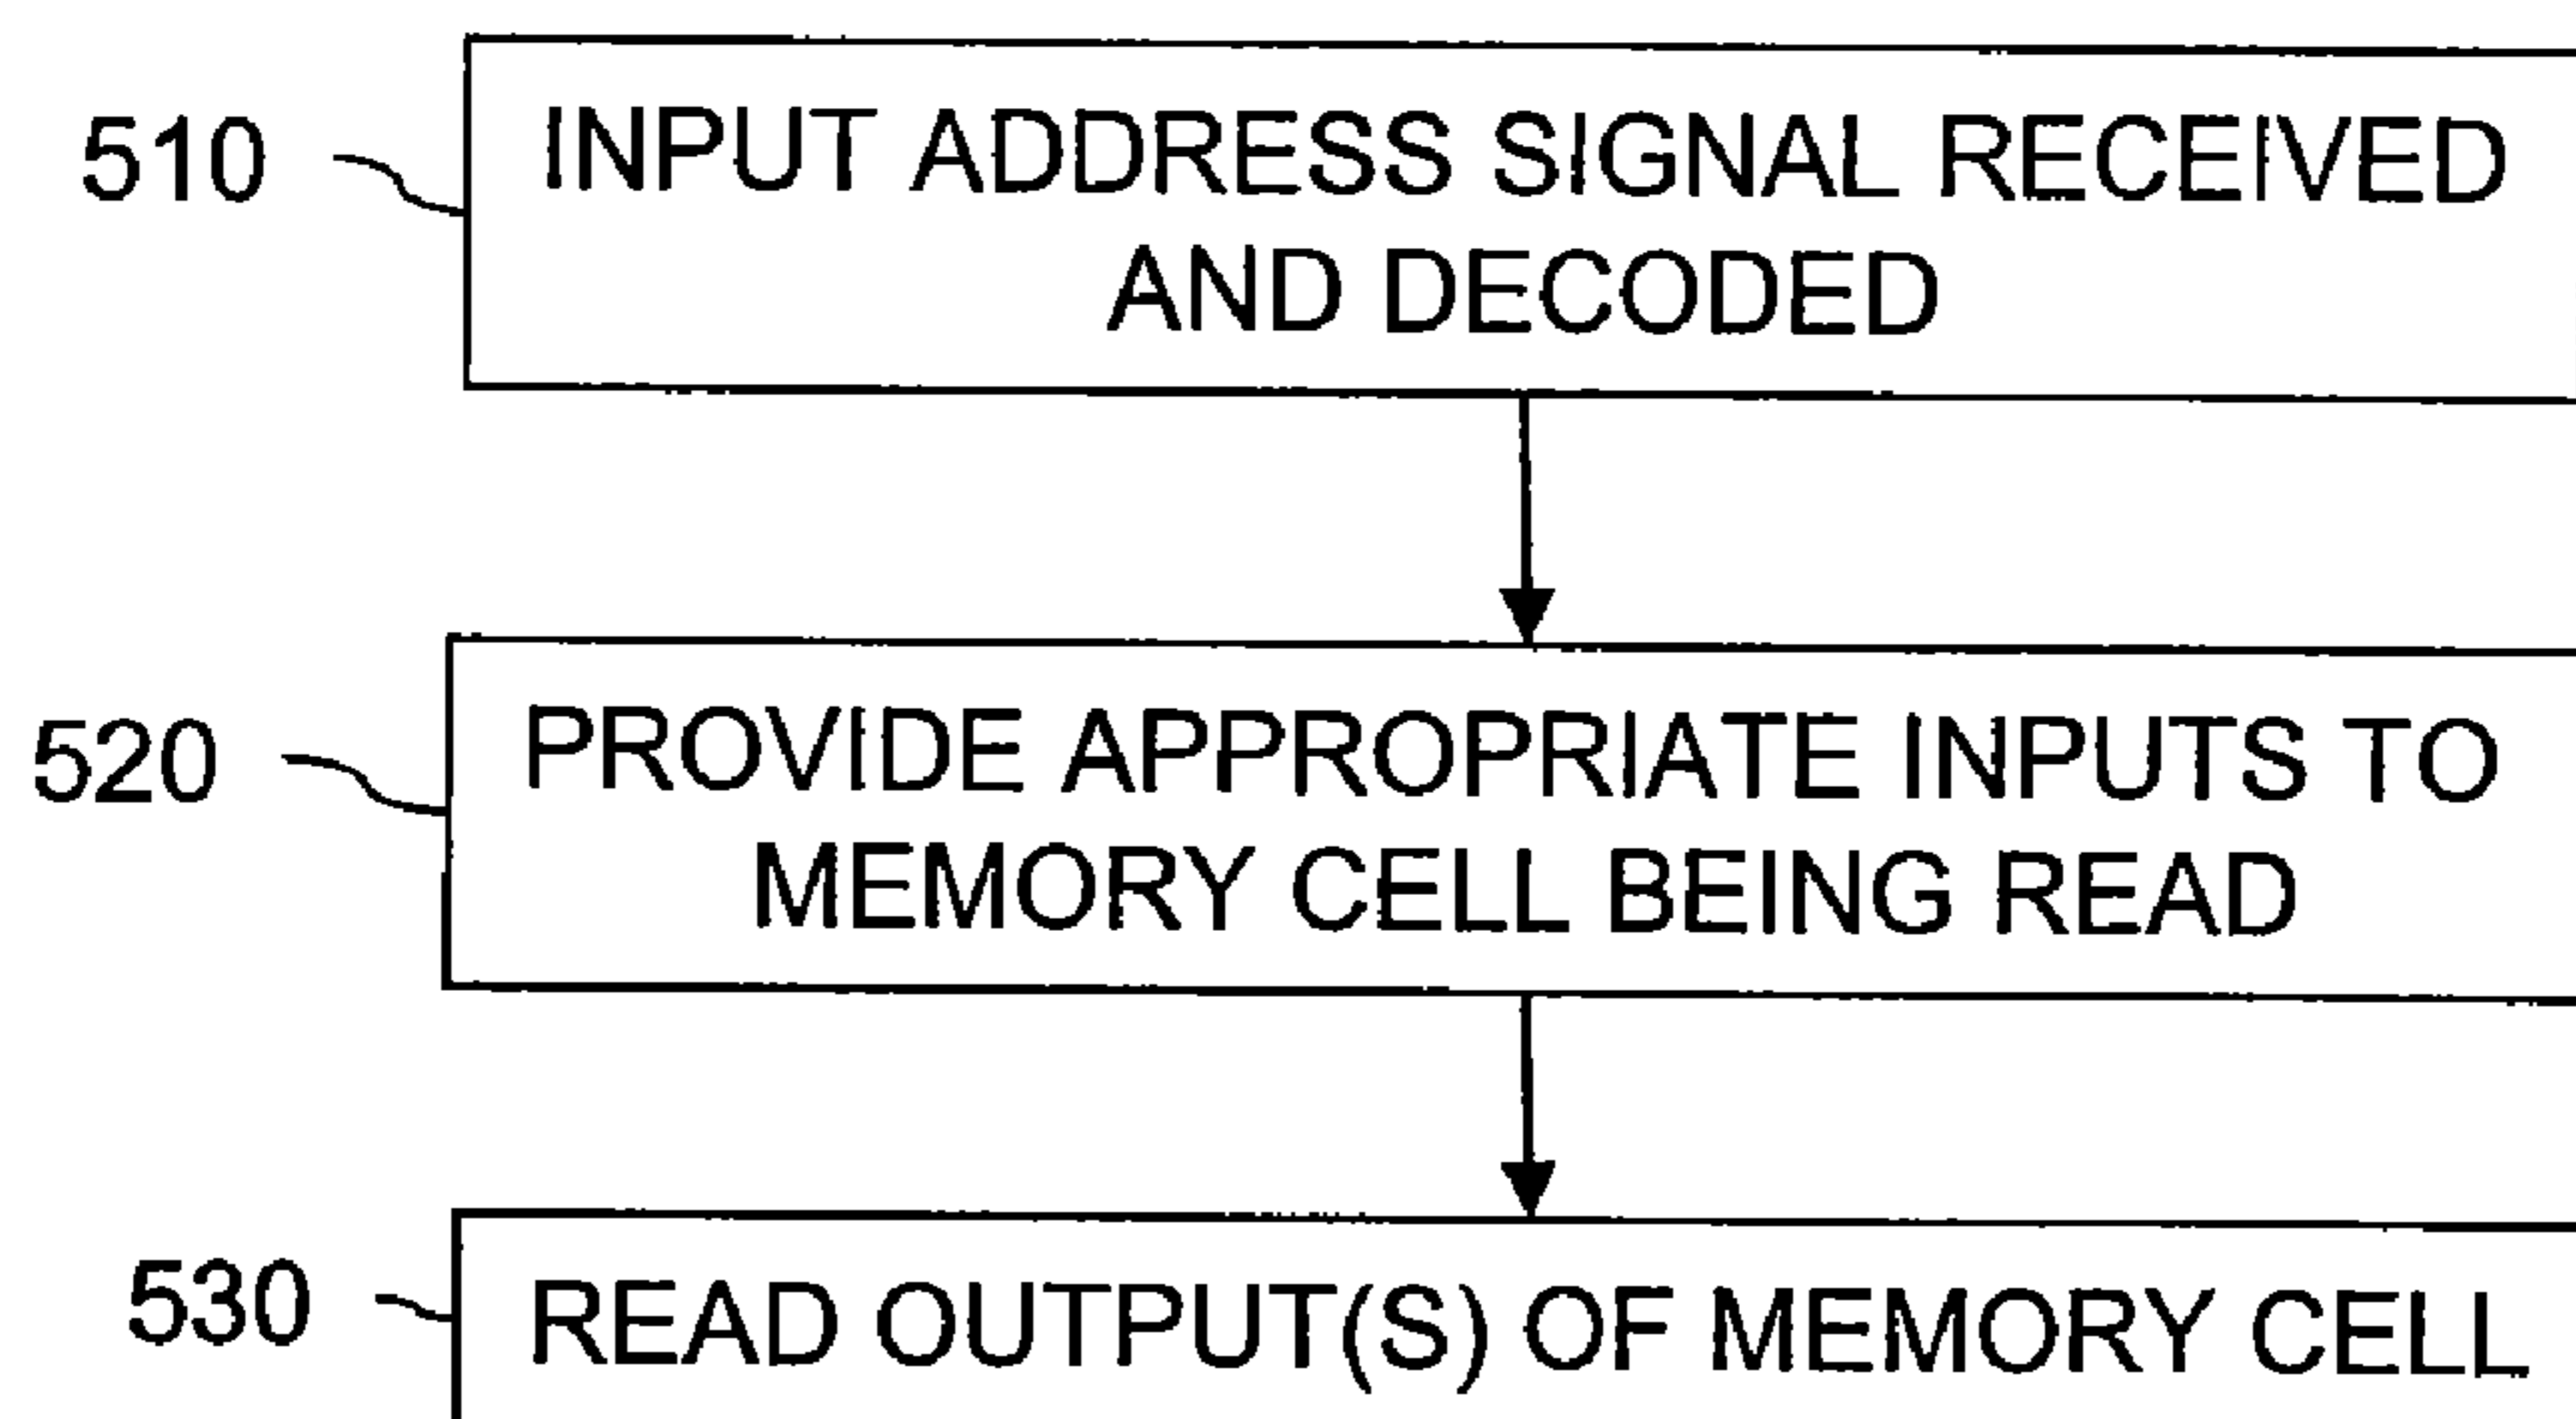 510
INPUT ADDRESS SIGNAL RECEIVED
AND DECODED
520
PROVIDE APPROPRIATE INPUTS TO
MEMORY CELL BEING READ
530
READ OUTPUT(S) OF MEMORY CELL